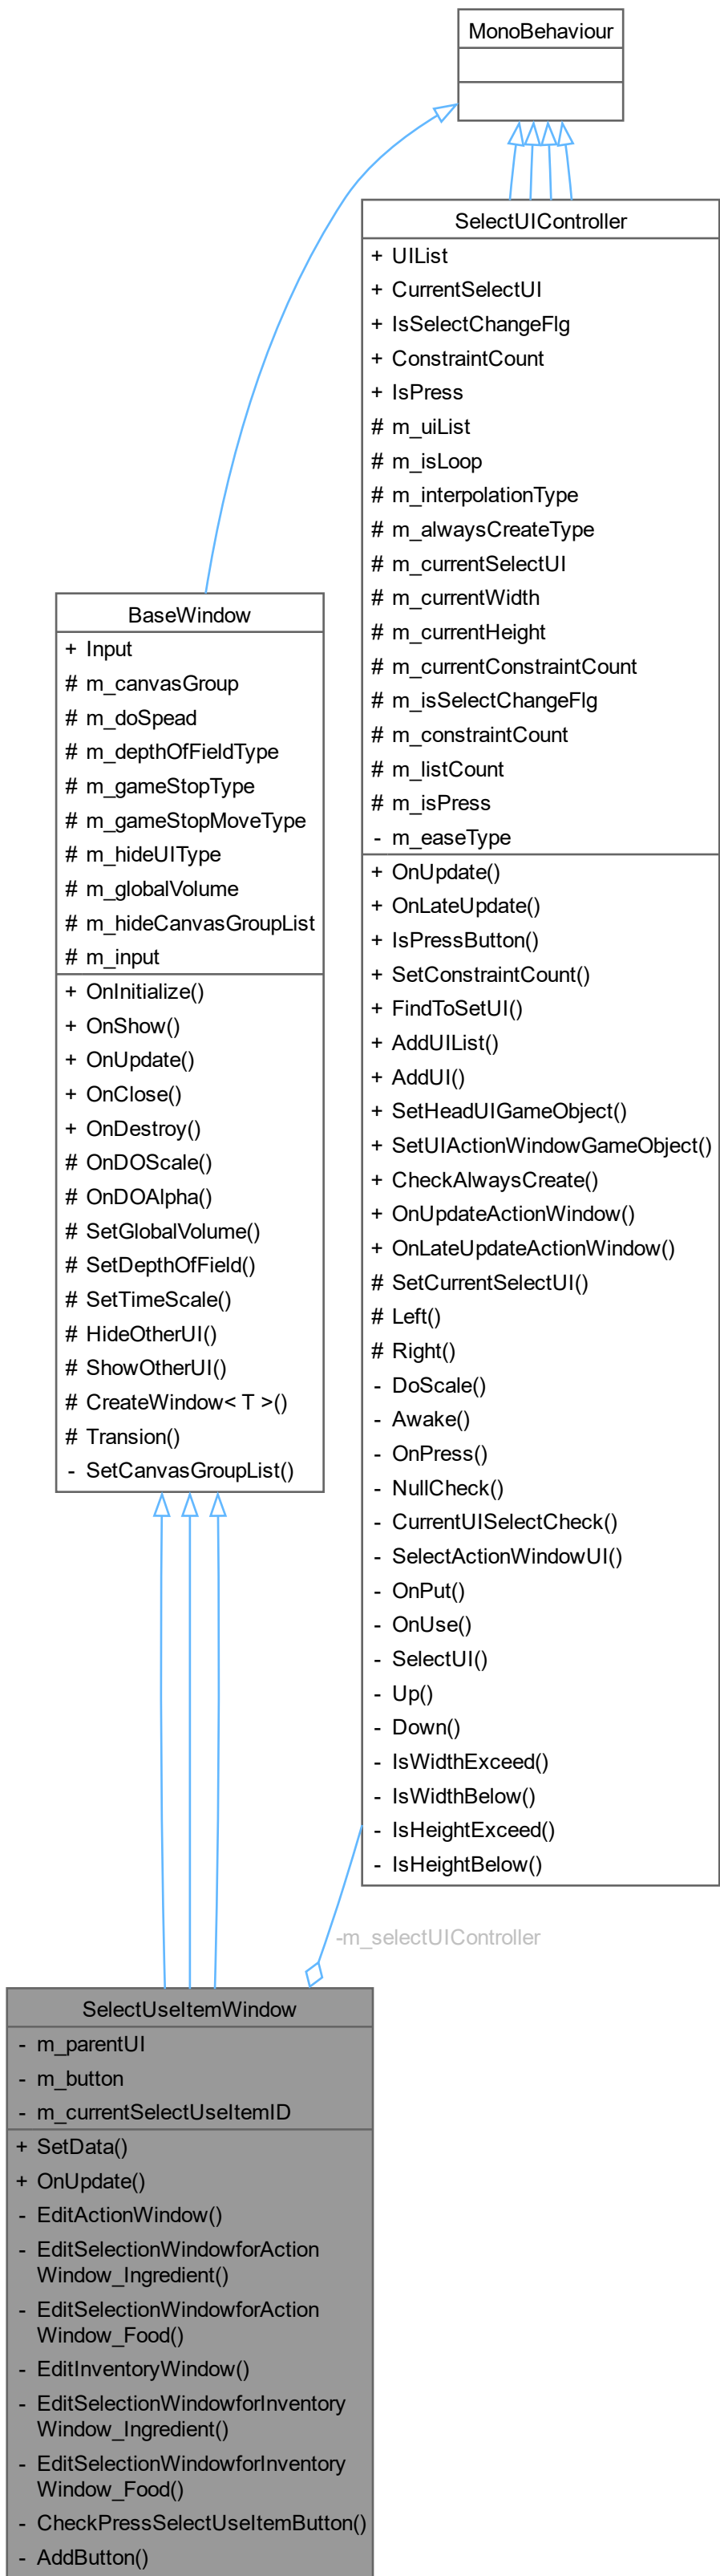 MonoBehaviour
SelectUIController
+ UIList
+ CurrentSelectUI
+ IsSelectChangeFlg
+ ConstraintCount
+ IsPress
# m_uiList
# m_isLoop
# m_interpolationType
# m_alwaysCreateType
# m_currentSelectUI
# m_currentWidth
# m_currentHeight
# m_currentConstraintCount
# m_isSelectChangeFlg
# m_constraintCount
# m_listCount
# m_isPress
- m_easeType
+ OnUpdate()
+ OnLateUpdate()
+ IsPressButton()
+ SetConstraintCount()
+ FindToSetUI()
+ AddUIList()
+ AddUI()
+ SetHeadUIGameObject()
+ SetUIActionWindowGameObject()
+ CheckAlwaysCreate()
+ OnUpdateActionWindow()
+ OnLateUpdateActionWindow()
# SetCurrentSelectUI()
# Left()
# Right()
- DoScale()
- Awake()
- OnPress()
- NullCheck()
- CurrentUISelectCheck()
- SelectActionWindowUI()
- OnPut()
- OnUse()
- SelectUI()
- Up()
- Down()
- IsWidthExceed()
- IsWidthBelow()
- IsHeightExceed()
- IsHeightBelow()
BaseWindow
+ Input
# m_canvasGroup
# m_doSpead
# m_depthOfFieldType
# m_gameStopType
# m_gameStopMoveType
# m_hideUIType
# m_globalVolume
# m_hideCanvasGroupList
# m_input
+ OnInitialize()
+ OnShow()
+ OnUpdate()
+ OnClose()
+ OnDestroy()
# OnDOScale()
# OnDOAlpha()
# SetGlobalVolume()
# SetDepthOfField()
# SetTimeScale()
# HideOtherUI()
# ShowOtherUI()
# CreateWindow< T >()
# Transion()
- SetCanvasGroupList()
-m_selectUIController
SelectUseItemWindow
- m_parentUI
- m_button
- m_currentSelectUseItemID
+ SetData()
+ OnUpdate()
- EditActionWindow()
- EditSelectionWindowforAction
Window_Ingredient()
- EditSelectionWindowforAction
Window_Food()
- EditInventoryWindow()
- EditSelectionWindowforInventory
Window_Ingredient()
- EditSelectionWindowforInventory
Window_Food()
- CheckPressSelectUseItemButton()
- AddButton()